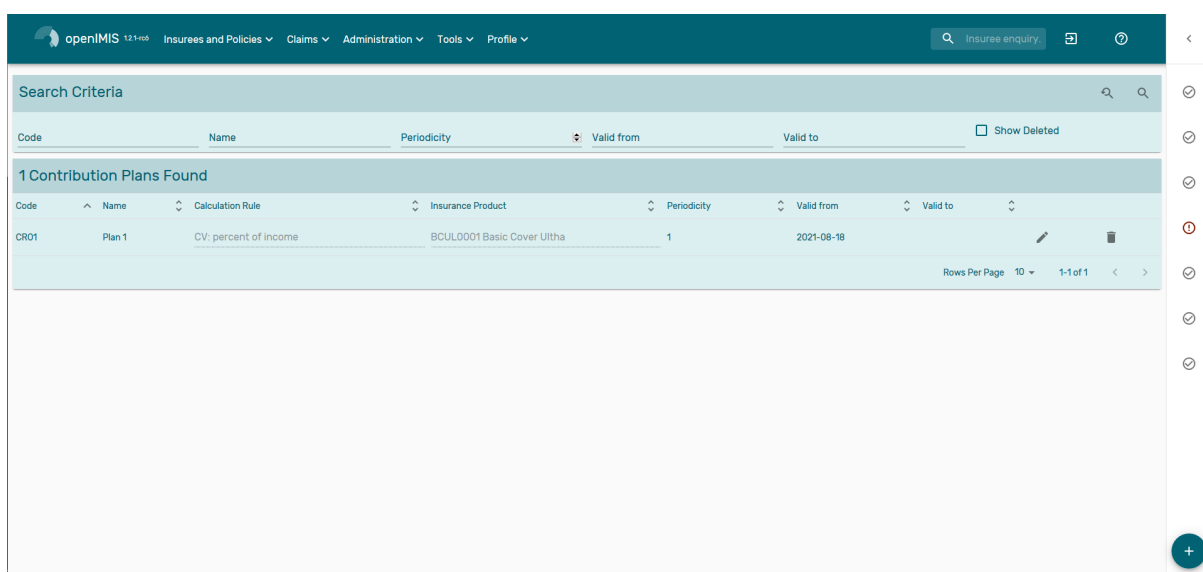 openIMIS 1.2.1-rc6 Insurees and Policies Claims Administration Tools Profile Insuree enquiry.
Search Criteria
Code Name Periodicity Valid from Valid to Show Deleted
1 Contribution Plans Found
Code Name Calculation Rule Insurance Product Periodicity Valid from Valid to
CR01 Plan 1 CV: percent of income BCUL0001 Basic Cover Ultha 1 2021-08-18
Rows Per Page 10 1-1 of 1